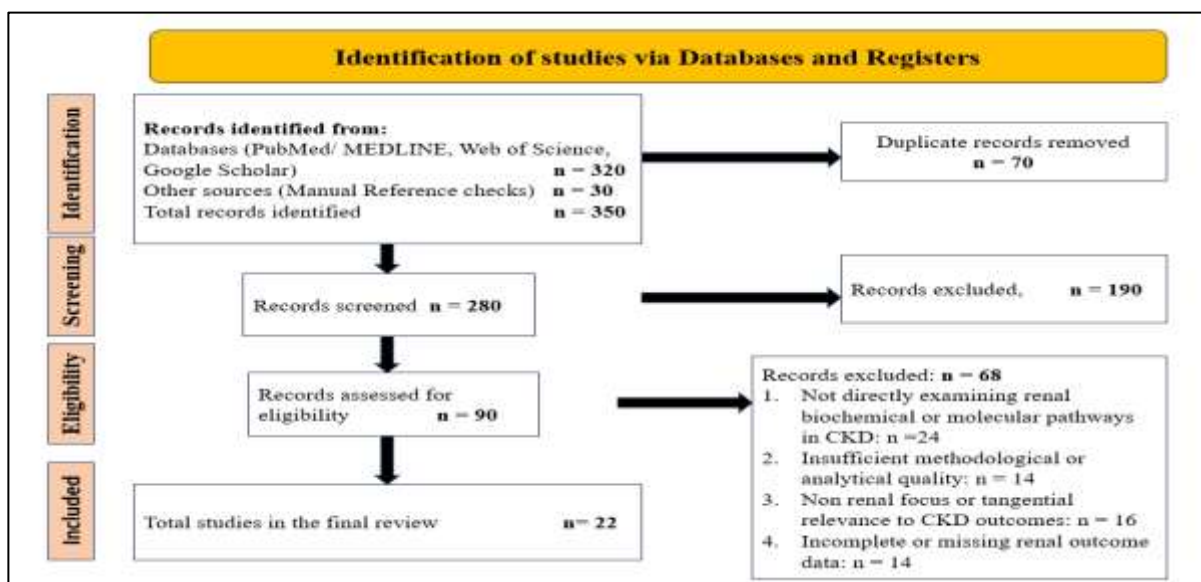 Identification of studies via Databases and Registers
Identification
Records identified from:
Databases (PubMed/ MEDLINE, Web of Science,
Google Scholar) n = 320
Other sources (Manual Reference checks) n = 30
Total records identified n = 350
Duplicate records removed
n = 70
Screening
Records screened n = 280
Records excluded, n = 190
Eligibility
Records assessed for
eligibility n = 90
Records excluded: n = 68
1. Not directly examining renal
biochemical or molecular pathways
in CKD: n =24
2. Insufficient methodological or
analytical quality: n = 14
3. Non renal focus or tangential
relevance to CKD outcomes: n = 16
4. Incomplete or missing renal outcome
data: n = 14
Included
Total studies in the final review n= 22